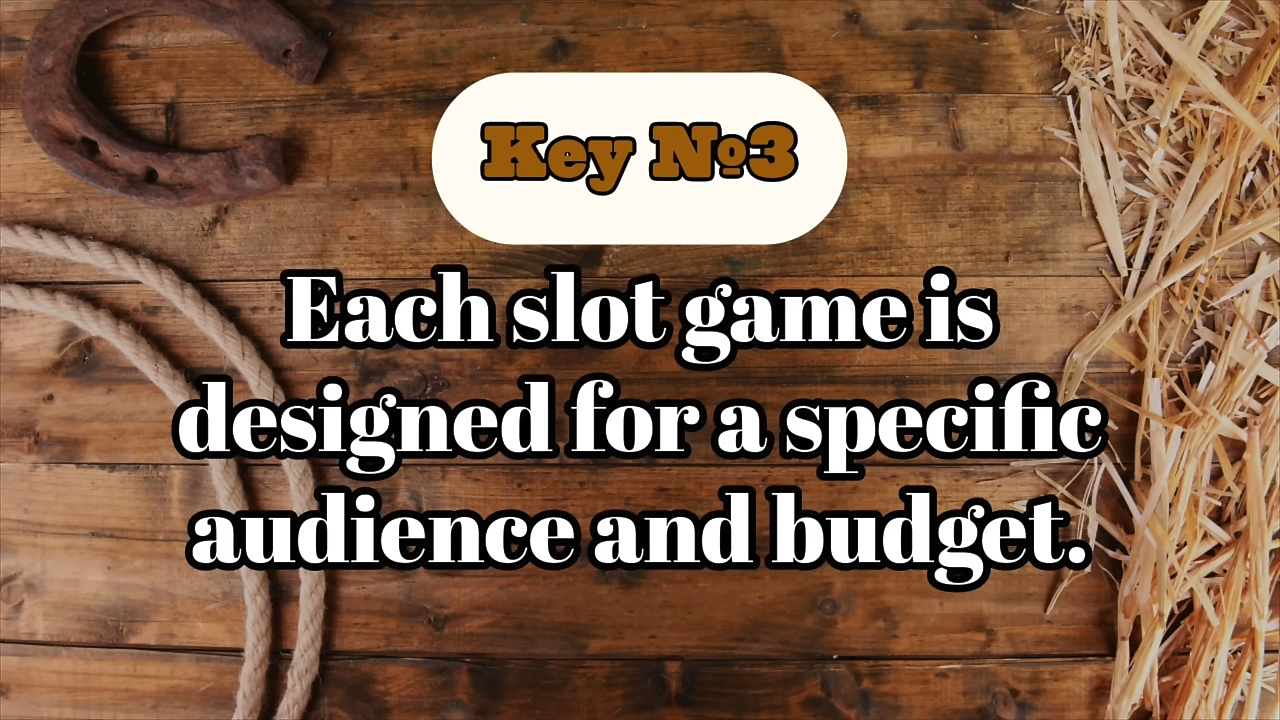 Key №3
Each slot game is
designed for a specific
audience and budget.